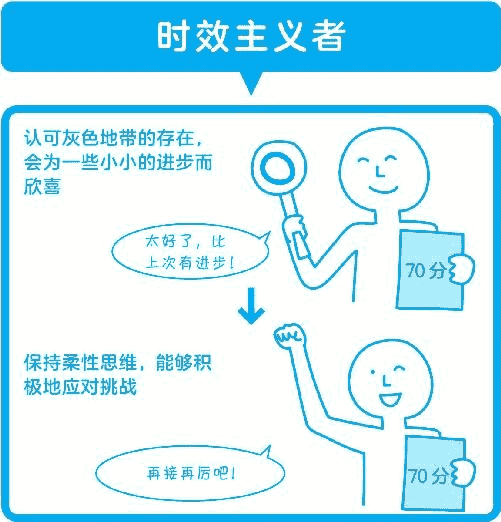 时效主义者
认可灰色地带的存在，
会为一些小小的进步而
欣喜
太好了，比
上次有进步！
70分
保持柔性思维，能够积
极地应对挑战
再接再厉吧！
70分